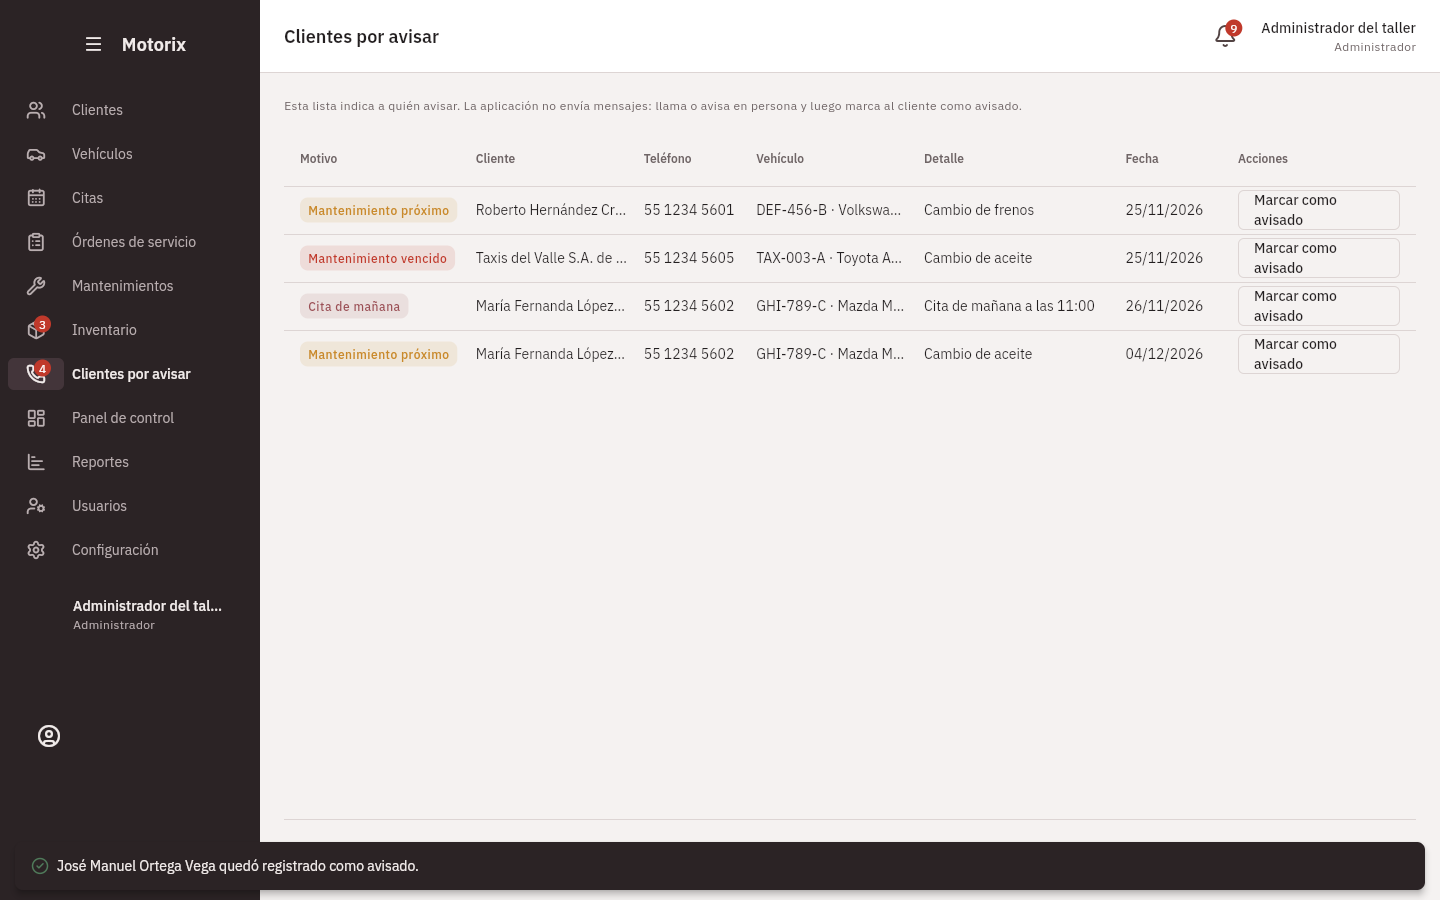 Motorix
Clientes
Vehículos
Citas
Órdenes de servicio
Mantenimientos
3
Inventario
4
Clientes por avisar
Panel de control
Reportes
Usuarios
Configuración
Administrador del tal...
Administrador
Clientes por avisar
9
Administrador del taller
Administrador
Esta lista indica a quién avisar. La aplicación no envía mensajes: llama o avisa en persona y luego marca al cliente como avisado.
Motivo Cliente Teléfono Vehículo Detalle Fecha Acciones
Mantenimiento próximo Roberto Hernández Cr... 55 1234 5601 DEF-456-B · Volkswa... Cambio de frenos 25/11/2026 Marcar como
avisado
Mantenimiento vencido Taxis del Valle S.A. de ... 55 1234 5605 TAX-003-A · Toyota A... Cambio de aceite 25/11/2026 Marcar como
avisado
Cita de mañana María Fernanda López... 55 1234 5602 GHI-789-C · Mazda M... Cita de mañana a las 11:00 26/11/2026 Marcar como
avisado
Mantenimiento próximo María Fernanda López... 55 1234 5602 GHI-789-C · Mazda M... Cambio de aceite 04/12/2026 Marcar como
avisado
José Manuel Ortega Vega quedó registrado como avisado.